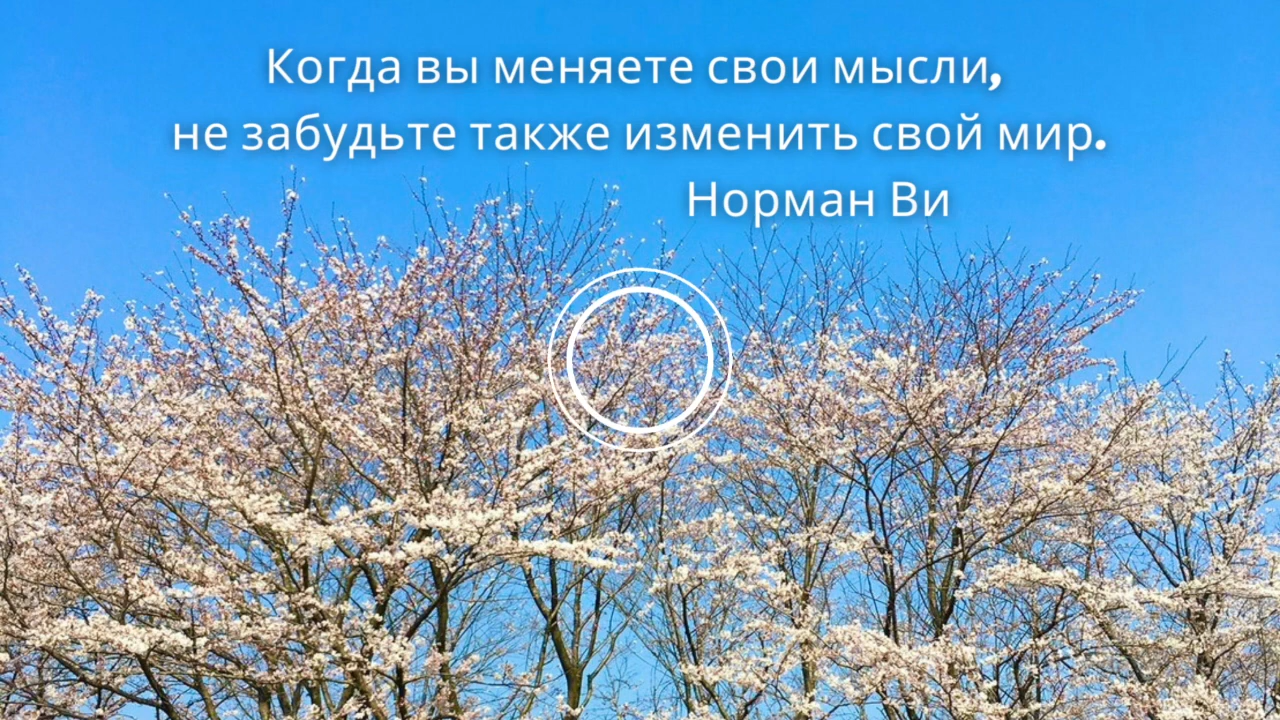 Когда вы меняете свои мысли,
не забудьте также изменить свой мир.
Норман Ви